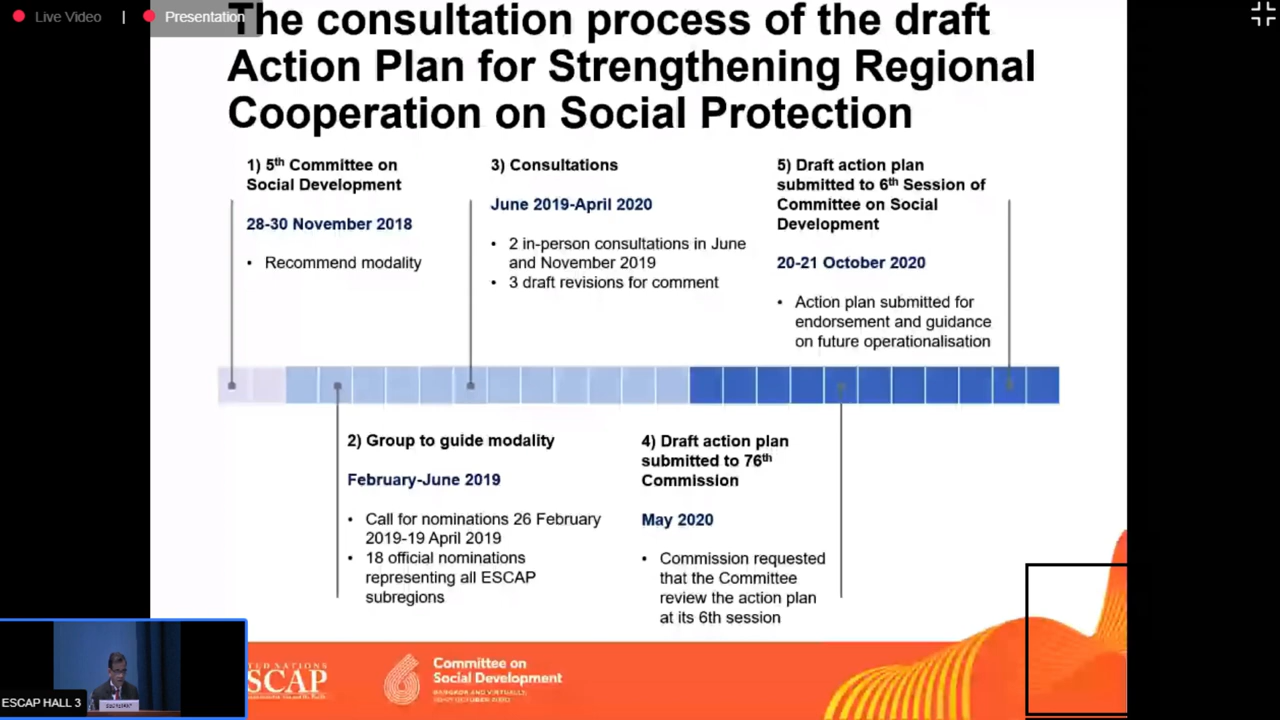 Live Video | Presentation
The consultation process of the draft
Action Plan for Strengthening Regional
Cooperation on Social Protection
1) 5th Committee on
Social Development
28-30 November 2018
• Recommend modality
3) Consultations
June 2019-April 2020
• 2 in-person consultations in June
and November 2019
• 3 draft revisions for comment
5) Draft action plan
submitted to 6th Session of
Committee on Social
Development
20-21 October 2020
• Action plan submitted for
endorsement and guidance
on future operationalisation
2) Group to guide modality
February-June 2019
• Call for nominations 26 February
2019-19 April 2019
• 18 official nominations
representing all ESCAP
subregions
4) Draft action plan
submitted to 76th
Commission
May 2020
• Commission requested
that the Committee
review the action plan
at its 6th session
NATIONS
SCAP
6
Committee on
Social Development
BANGKOK AND VIRTUALLY,
ESCAP HALL 3